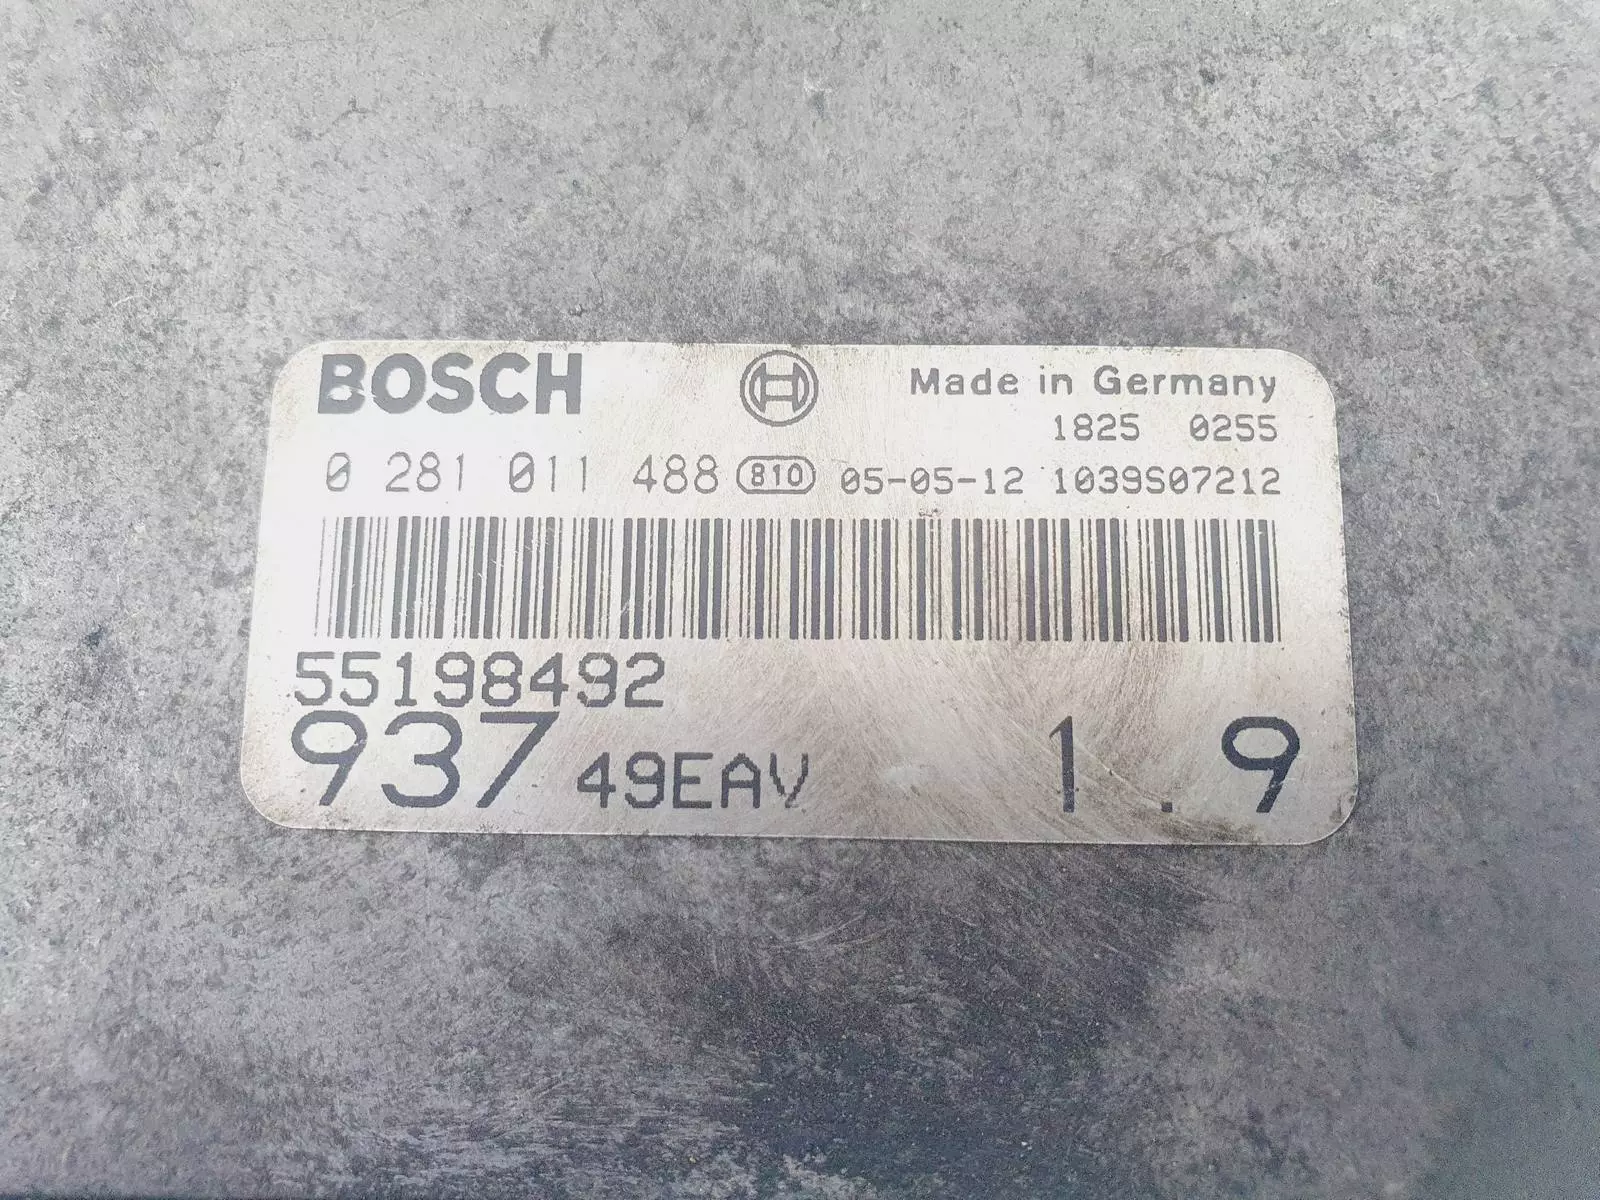 BOSCH Made in Germany
1825 0255
0 281 011 488 810 05-05-12 1039S07212
55198492
937 49EAV 1.9